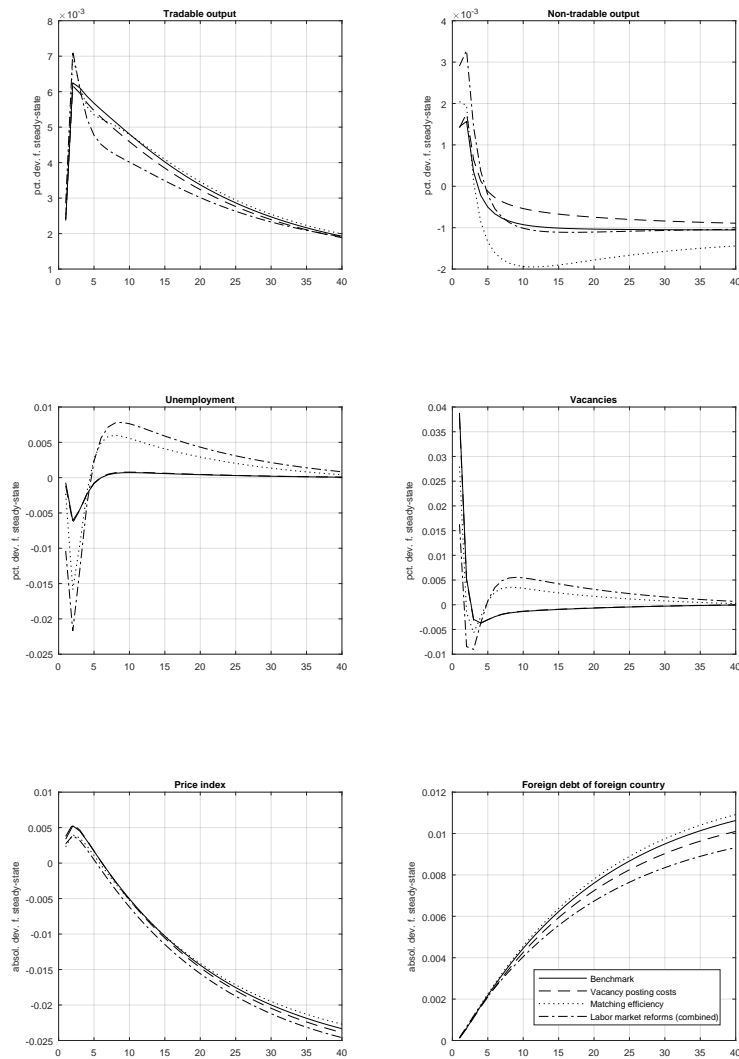 Tradable output
×10⁻³
pct. dev. f. steady-state
8
7
6
5
4
3
2
1
0 5 10 15 20 25 30 35 40
Non-tradable output
×10⁻³
pct. dev. f. steady-state
4
3
2
1
0
-1
-2
0 5 10 15 20 25 30 35 40
Unemployment
pct. dev. f. steady-state
0.01
0.005
0
-0.005
-0.01
-0.015
-0.02
-0.025
0 5 10 15 20 25 30 35 40
Vacancies
pct. dev. f. steady-state
0.04
0.035
0.03
0.025
0.02
0.015
0.01
0.005
0
-0.005
-0.01
0 5 10 15 20 25 30 35 40
Price index
absol. dev. f. steady-state
0.01
0.005
0
-0.005
-0.01
-0.015
-0.02
-0.025
0 5 10 15 20 25 30 35 40
Foreign debt of foreign country
absol. dev. f. steady-state
0.012
0.01
0.008
0.006
0.004
0.002
0
0 5 10 15 20 25 30 35 40
Benchmark
Vacancy posting costs
Matching efficiency
Labor market reforms (combined)